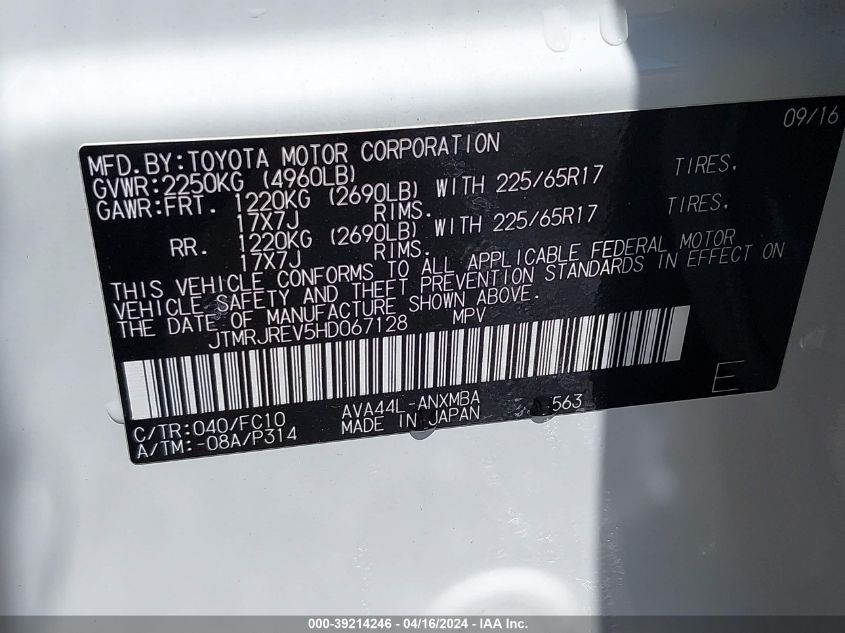 09/16
MFD.BY:TOYOTA MOTOR CORPORATION
GVWR:2250KG (4960LB)
GAWR:FRT. 1220KG (2690LB) WITH 225/65R17 TIRES,
17X7J RIMS.
RR. 1220KG (2690LB) WITH 225/65R17 TIRES,
17X7J RIMS.
THIS VEHICLE CONFORMS TO ALL APPLICABLE FEDERAL MOTOR
VEHICLE SAFETY AND THEFT PREVENTION STANDARDS IN EFFECT ON
THE DATE OF MANUFACTURE SHOWN ABOVE.
JTMRJREV5HD067128 MPV
C/TR:040/FC10 AVA44L-ANXMBA 563 E
A/TM:-08A/P314 MADE IN JAPAN
000-39214246 - 04/16/2024 - IAA Inc.